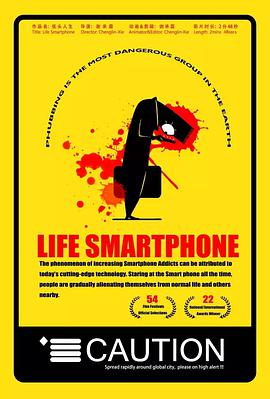 作品名: 低头人生 导演: 谢承霖 动画&剪辑: 谢承霖 影片时长: 2分48秒
Title: Life Smartphone Director: Chenglin-Xie Animator&Editor: Chenglin-Xie Length: 2mins 48secs
PHUBBING IS THE MOST DANGEROUS GROUP IN THE EARTH
LIFE SMARTPHONE
The phenomenon of increasing Smartphone Addicts can be attributed to
today's cutting-edge technology. Staring at the Smart phone all the time,
people are gradually alienating themselves from normal life and others
nearby.
54 22
Film Festivals National/International
Official Selections Awards Winner
CAUTION
Spread rapidly around global city, please on high alert !!!